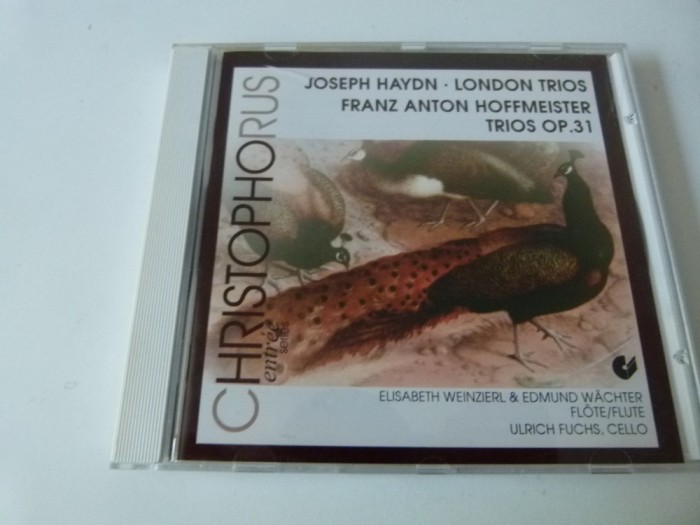 JOSEPH HAYDN · LONDON TRIOS
FRANZ ANTON HOFFMEISTER
TRIOS OP.31
CHRISTOPHORUS
entrée
series
ELISABETH WEINZIERL & EDMUND WÄCHTER
FLÖTE/FLUTE
ULRICH FUCHS, CELLO